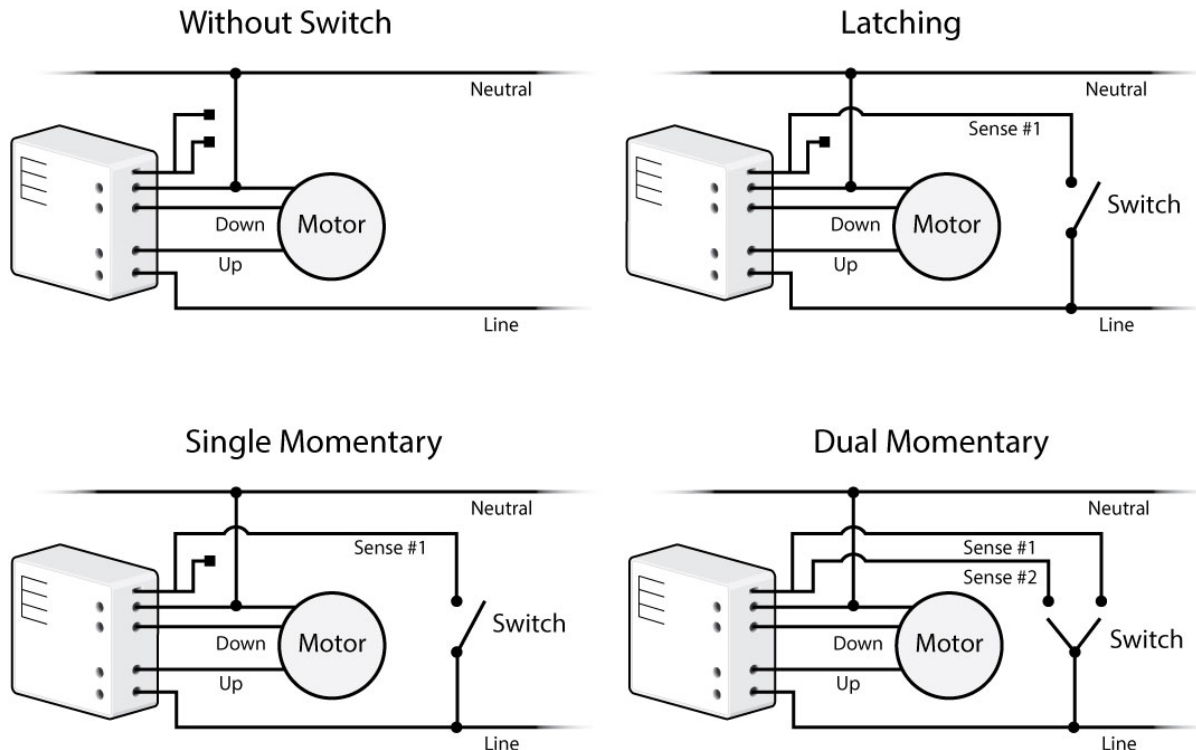 Without Switch
Neutral
Down
Motor
Up
Line
Latching
Neutral
Sense #1
Switch
Down
Motor
Up
Line
Single Momentary
Neutral
Sense #1
Switch
Down
Motor
Up
Line
Dual Momentary
Neutral
Sense #1
Sense #2
Switch
Down
Motor
Up
Line